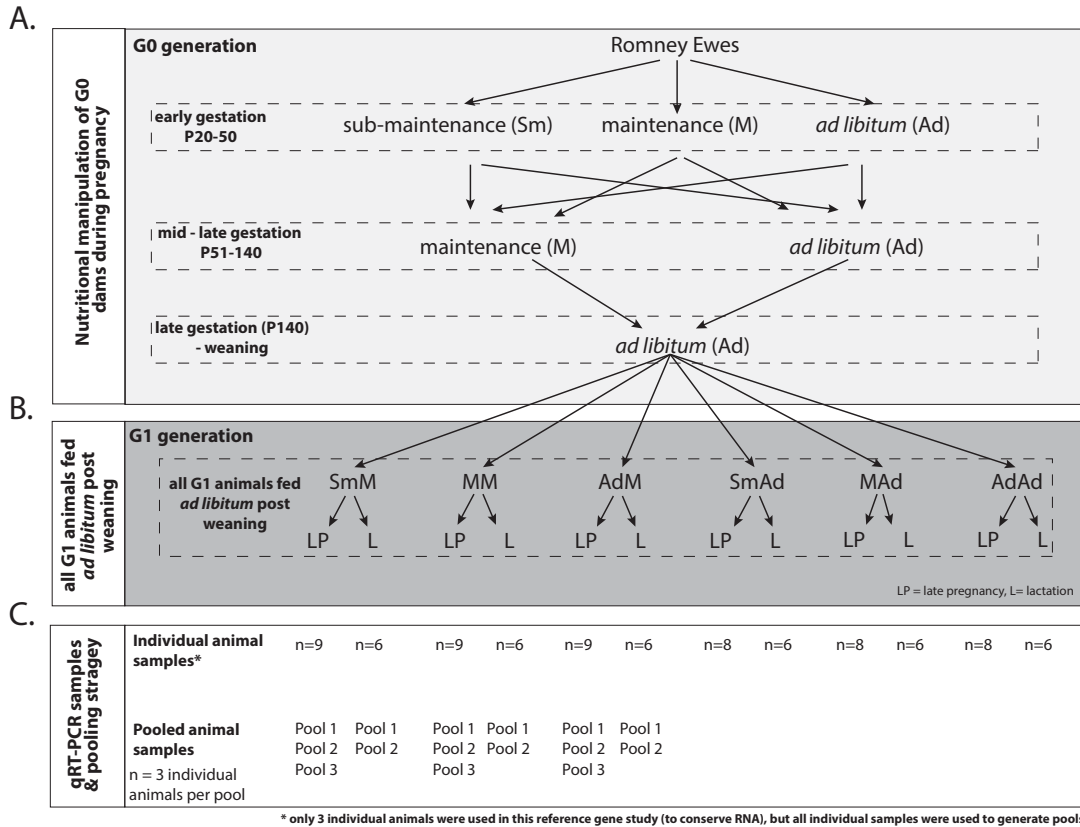 A.
Nutritional manipulation of G0
dams during pregnancy
G0 generation
Romney Ewes
early gestation
P20-50
sub-maintenance (Sm)
maintenance (M)
ad libitum (Ad)
mid - late gestation
P51-140
maintenance (M)
ad libitum (Ad)
late gestation (P140)
- weaning
ad libitum (Ad)
B.
all G1 animals fed
ad libitum post
weaning
G1 generation
all G1 animals fed
ad libitum post
weaning
SmM MM AdM SmAd MAd AdAd
LP L LP L LP L LP L LP L LP L
LP = late pregnancy, L= lactation
C.
qRT-PCR samples
& pooling stragey
Individual animal
samples*
n=9 n=6 n=9 n=6 n=9 n=6 n=8 n=6 n=8 n=6 n=8 n=6
Pooled animal
samples
n = 3 individual
animals per pool
Pool 1 Pool 1 Pool 1 Pool 1 Pool 1 Pool 1
Pool 2 Pool 2 Pool 2 Pool 2 Pool 2 Pool 2
Pool 3 Pool 3 Pool 3
* only 3 individual animals were used in this reference gene study (to conserve RNA), but all individual samples were used to generate pools